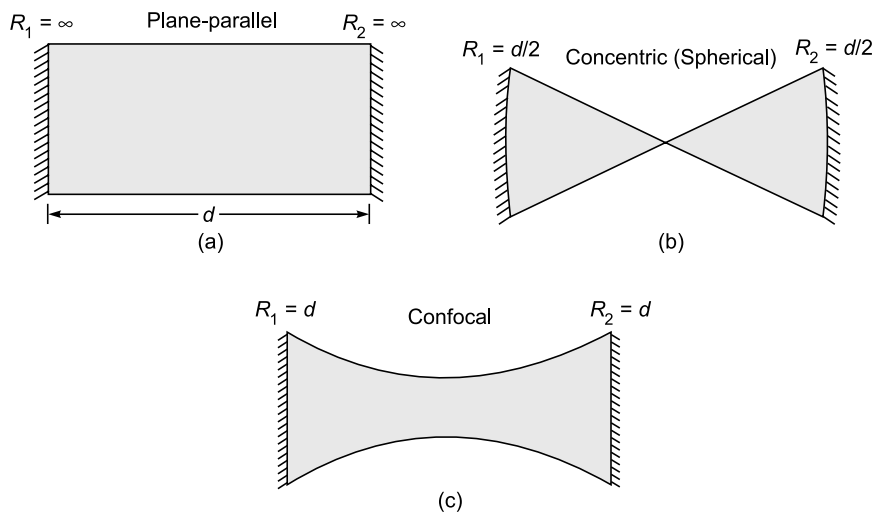 Plane-parallel
R₁ = ∞
R₂ = ∞
d
(a)
Concentric (Spherical)
R₁ = d/2
R₂ = d/2
(b)
Confocal
R₁ = d
R₂ = d
(c)